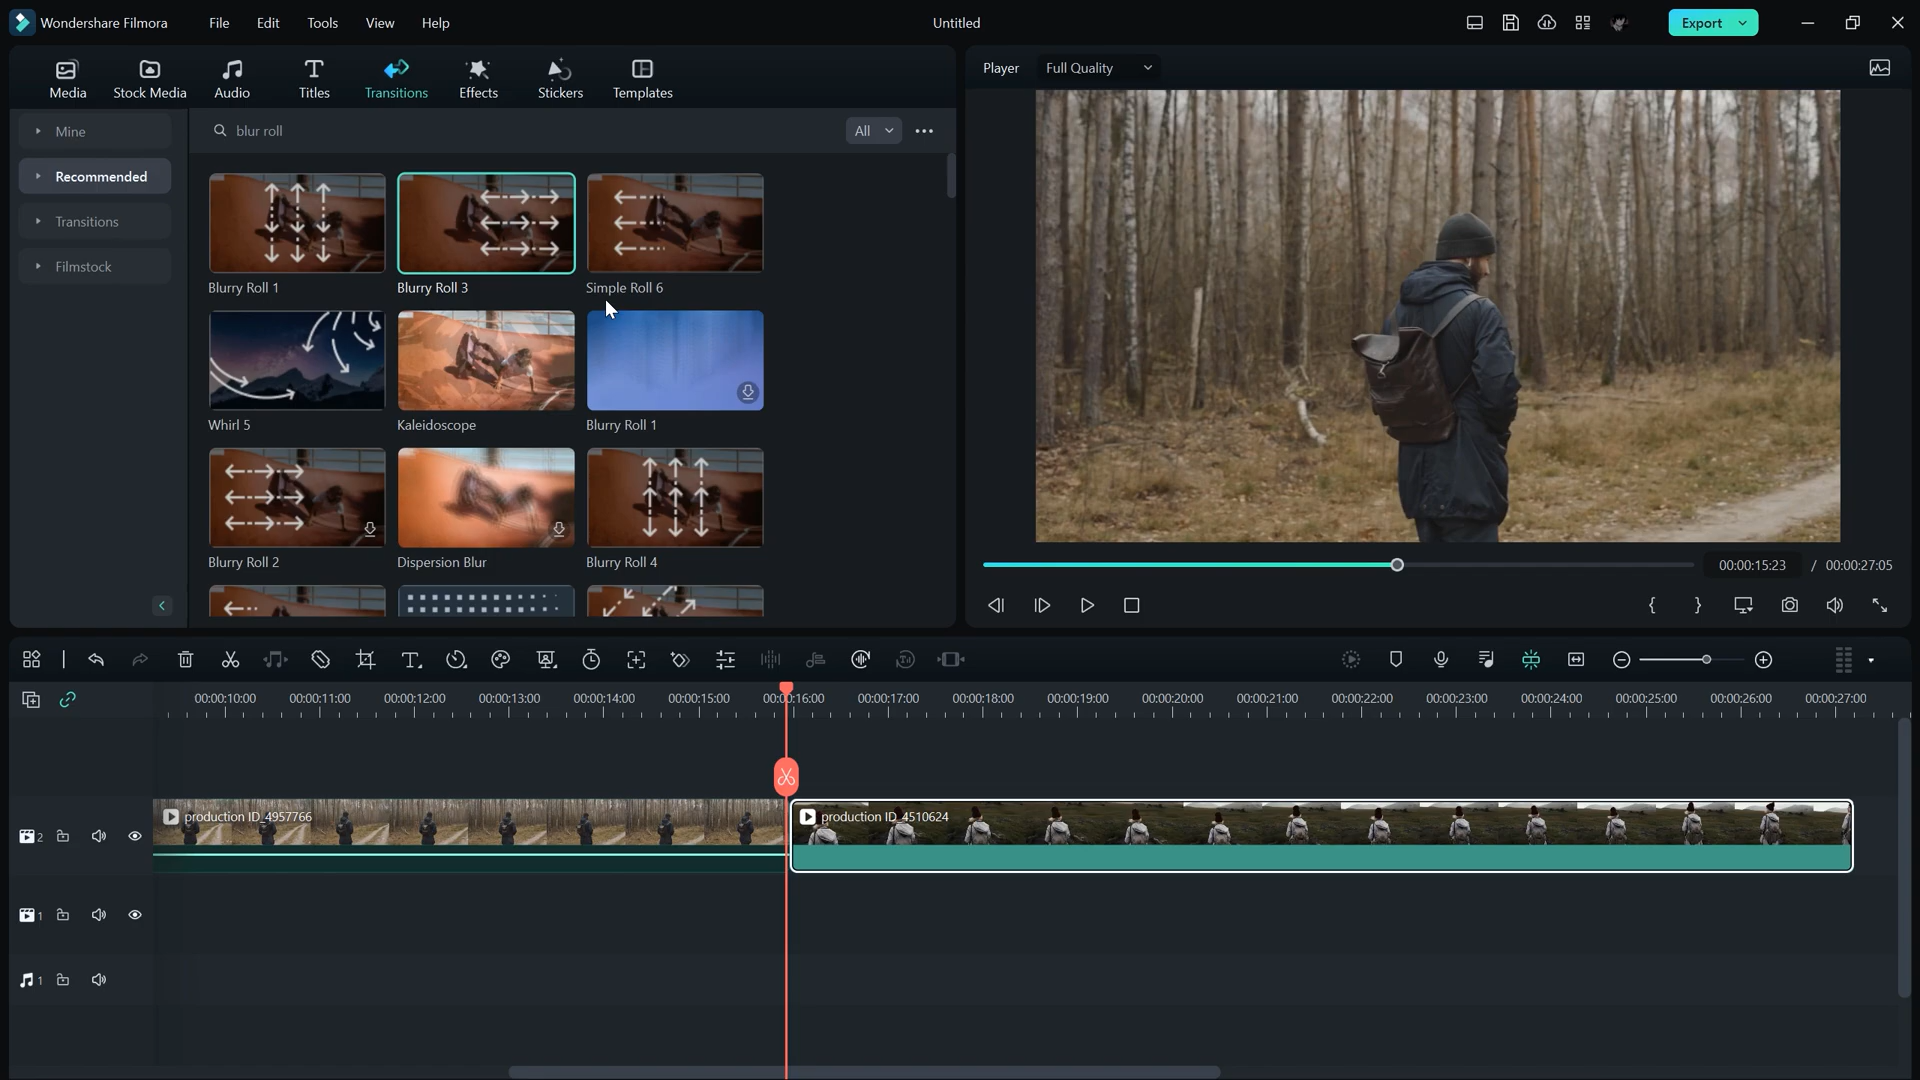 Wondershare Filmora
File
Edit
Tools
View
Help
Untitled
Export
Media
Stock Media
Audio
Titles
Transitions
Effects
Stickers
Templates
Player
Full Quality
Mine
Recommended
Transitions
Filmstock
blur roll
All
Blurry Roll 1
Blurry Roll 3
Simple Roll 6
Whirl 5
Kaleidoscope
Blurry Roll 1
Blurry Roll 2
Dispersion Blur
Blurry Roll 4
00:00:15:23 / 00:00:27:05
00:00:10:00
00:00:11:00
00:00:12:00
00:00:13:00
00:00:14:00
00:00:15:00
00:00:16:00
00:00:17:00
00:00:18:00
00:00:19:00
00:00:20:00
00:00:21:00
00:00:22:00
00:00:23:00
00:00:24:00
00:00:25:00
00:00:26:00
00:00:27:00
2
production ID_4957766
production ID_4510624
1
1